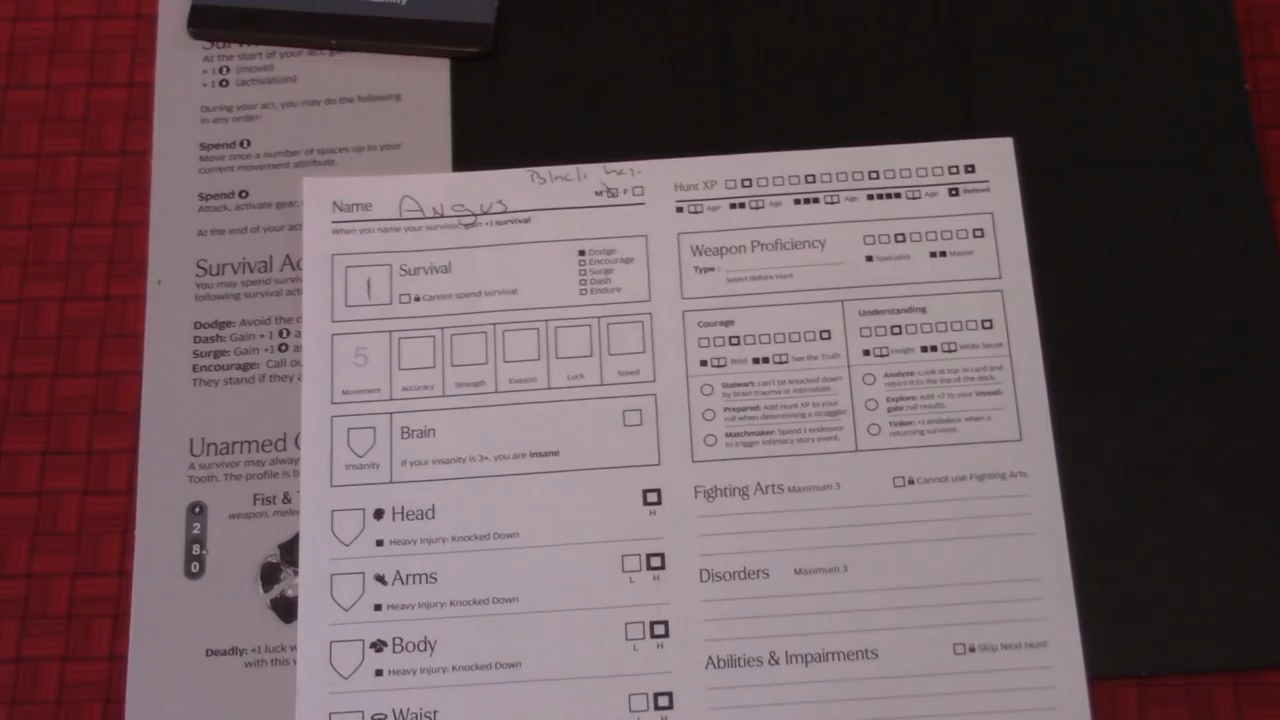 At the start of your act, ga
+ 1 (move)
+ 1 (activation)
During your act, you may do the following
in any order:
Spend
Move once a number of spaces up to your
current movement attribute.
Spend
Attack, activate gear,
At the end of your act
Survival Ac
You may spend surviv
following survival acti
Dodge: Avoid the c
Dash: Gain + 1 a
Surge: Gain +1 a
Encourage: Call ou
They stand if they a
Unarmed
A survivor may alway
Tooth. The profile is b
Fist &
weapon, melee
2
8+
0
Deadly: +1 luck w
with this w
Black
Name Angus M F
When you name your survivor, gain +1 survival
1 Survival
Cannot spend survival
Dodge
Encourage
Surge
Dash
Endure
5
Movement Accuracy Strength Evasion Luck Speed
Brain
Insanity If your insanity is 3+, you are insane
Head
H
Heavy Injury: Knocked Down
Arms
L H
Heavy Injury: Knocked Down
Body
L H
Heavy Injury: Knocked Down
Waist
Hunt XP
Age Age Age Age Retired
Weapon Proficiency
Type :
Select Before Hunt
Specialist Master
Courage
Bold See the Truth
Stalwart: Can't be knocked down
by brain trauma or intimidate.
Prepared: Add Hunt XP to your
roll when determining a straggler.
Matchmaker: Spend 1 endeavor
to trigger intimacy story event.
Understanding
Insight White Secret
Analyze: Look at top AI card and
return it to the top of the deck.
Explore: Add +2 to your investi-
gate roll results.
Tinker: +1 endeavor when a
returning survivor.
Fighting Arts Maximum 3
Cannot use Fighting Arts
Disorders Maximum 3
Abilities & Impairments
Skip Next Hunt